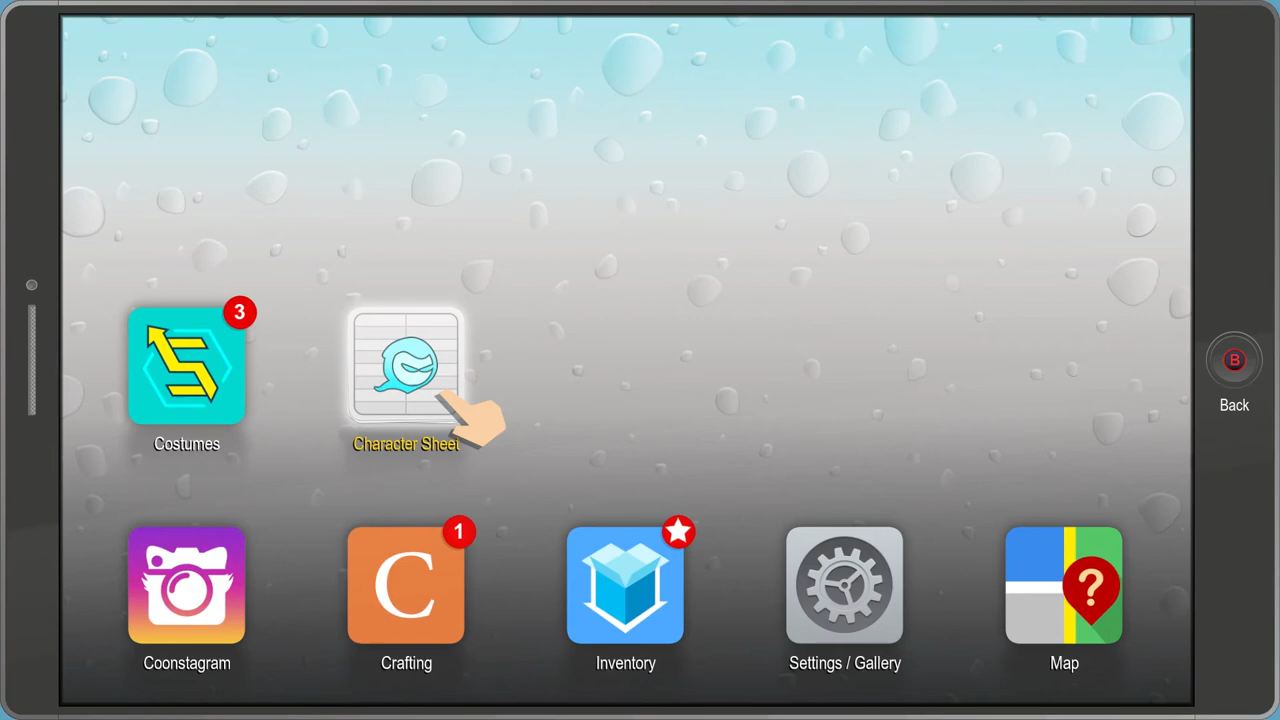 3
Costumes
Character Sheet
B
Back
1
C
?
Coonstagram
Crafting
Inventory
Settings / Gallery
Map